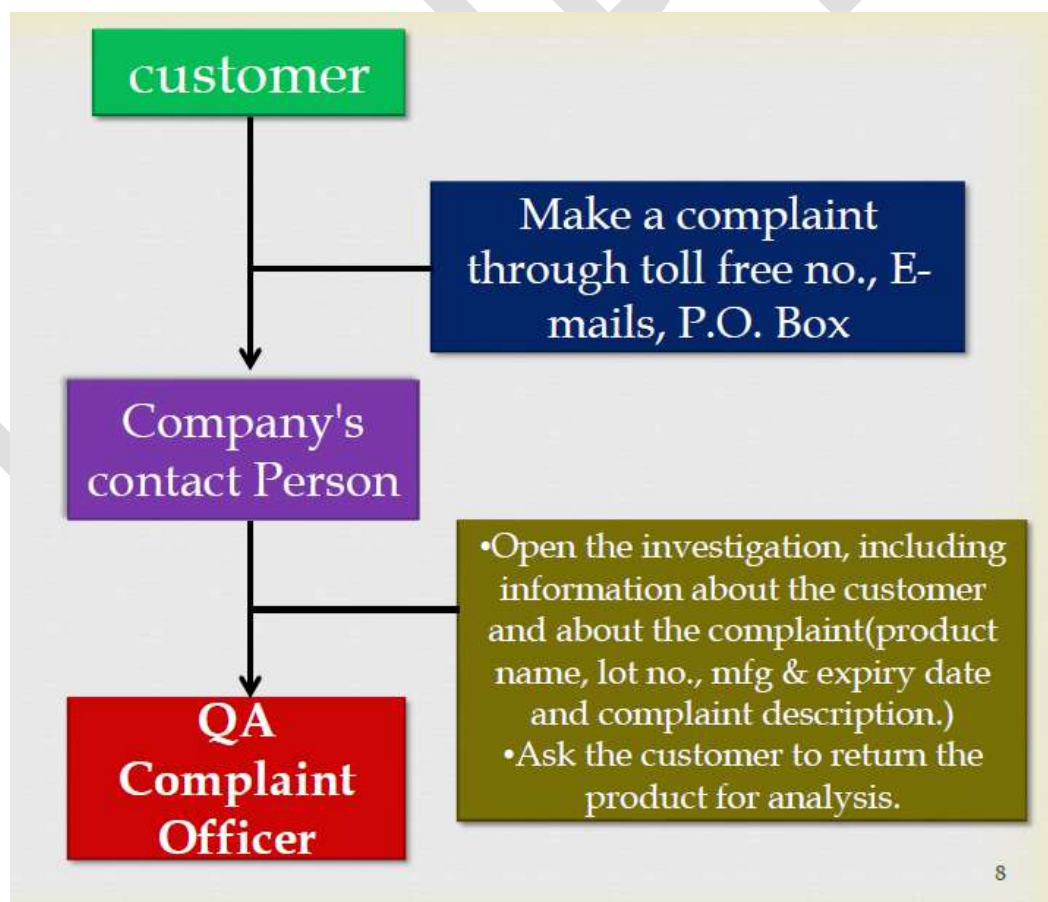 customer
Make a complaint
through toll free no., E-
mails, P.O. Box
Company's
contact Person
•Open the investigation, including
information about the customer
and about the complaint(product
name, lot no., mfg & expiry date
and complaint description.)
•Ask the customer to return the
product for analysis.
QA
Complaint
Officer
8